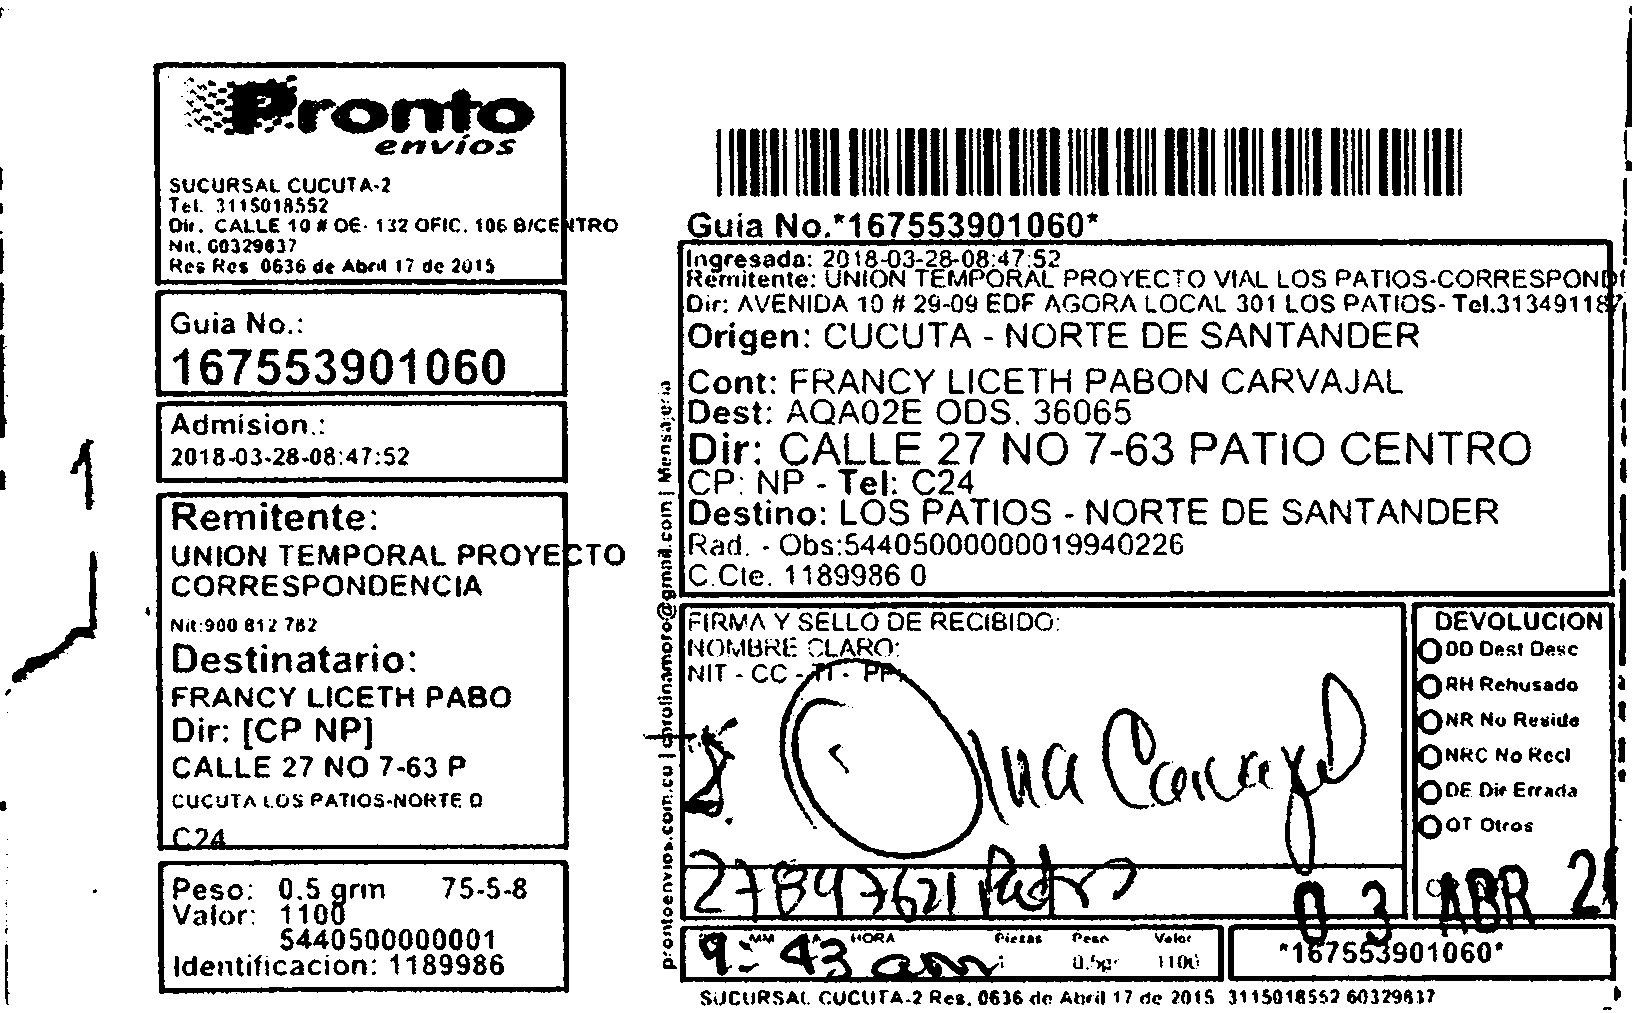 Pronto
envíos
SUCURSAL CUCUTA-2
Tel. 3115018552
Dir. CALLE 10 # OE- 132 OFIC. 106 B/CENTRO
Nit. 60329837
Res Res 0636 de Abril 17 de 2015
Guia No.:
167553901060
Admision.:
2018-03-28-08:47:52
Remitente:
UNION TEMPORAL PROYECTO
CORRESPONDENCIA
Nit:900 812 782
Destinatario:
FRANCY LICETH PABO
Dir: [CP NP]
CALLE 27 NO 7-63 P
CUCUTA LOS PATIOS-NORTE D
C24
Peso: 0.5 grm 75-5-8
Valor: 1100
5440500000001
Identificacion: 1189986
1
Guia No.*167553901060*
Ingresada: 2018-03-28-08:47:52
Remitente: UNION TEMPORAL PROYECTO VIAL LOS PATIOS-CORRESPOND
Dir: AVENIDA 10 # 29-09 EDF AGORA LOCAL 301 LOS PATIOS- Tel.313491187
Origen: CUCUTA - NORTE DE SANTANDER
Cont: FRANCY LICETH PABON CARVAJAL
Dest: AQA02E ODS. 36065
Dir: CALLE 27 NO 7-63 PATIO CENTRO
CP: NP - Tel: C24
Destino: LOS PATIOS - NORTE DE SANTANDER
Rad. - Obs:54405000000019940226
C.Cte. 1189986 0
prontoenvios.com.co | carolinamoro@gmail.com | Mensajeria
FIRMA Y SELLO DE RECIBIDO:
NOMBRE CLARO:
NIT - CC - TI - PP:
Ana Carvajal
27897621
DEVOLUCION
DD Dest Desc
RH Rehusado
NR No Reside
NRC No Recl
DE Dir Errada
OT Otros
03 ABR
MM HORA Piezas Peso Valor
9:43 am 1 0.5gr 1100
*167553901060*
SUCURSAL CUCUTA-2 Res. 0636 de Abril 17 de 2015 3115018552 60329837